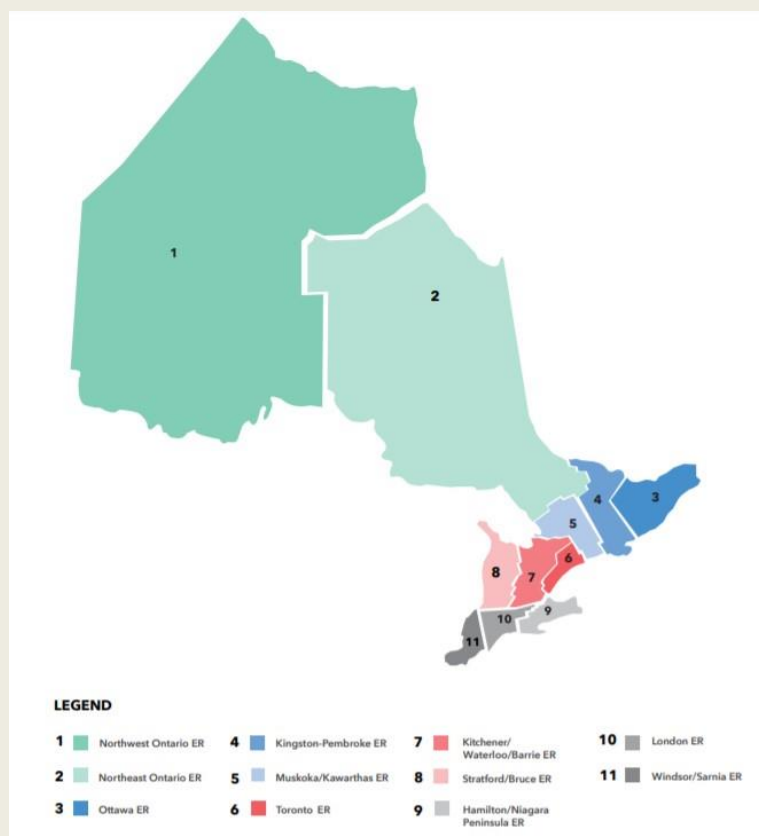 1
2
3
4
5
6
7
8
9
10
11
LEGEND
1 Northwest Ontario ER
2 Northeast Ontario ER
3 Ottawa ER
4 Kingston-Pembroke ER
5 Muskoka/Kawarthas ER
6 Toronto ER
7 Kitchener/
Waterloo/Barrie ER
8 Stratford/Bruce ER
9 Hamilton/Niagara
Peninsula ER
10 London ER
11 Windsor/Sarnia ER